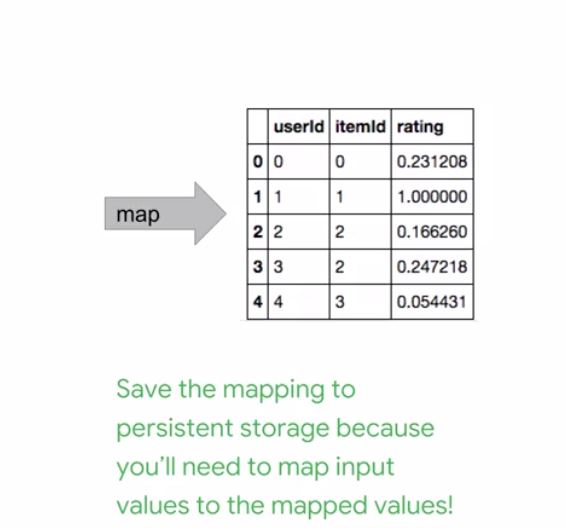 userId itemId rating
0 0 0 0.231208
1 1 1 1.000000
map
2 2 2 0.166260
3 3 2 0.247218
4 4 3 0.054431
Save the mapping to
persistent storage because
you'll need to map input
values to the mapped values!